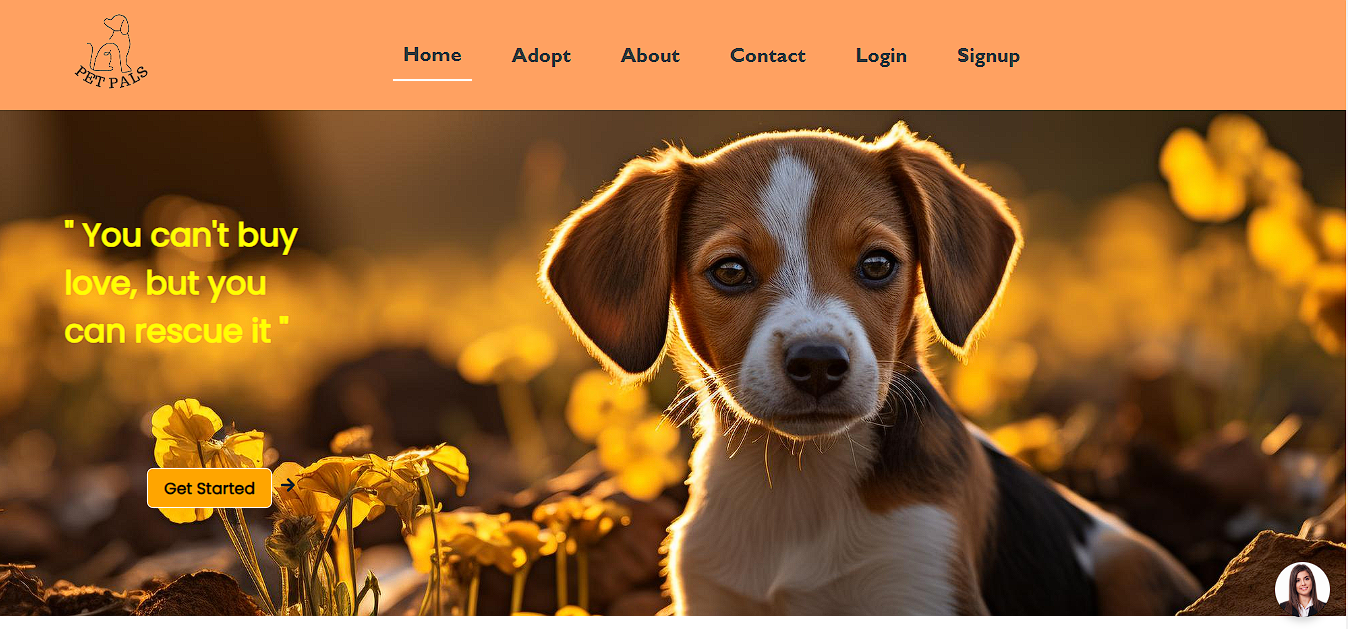 PET PALS
Home
Adopt
About
Contact
Login
Signup
" You can't buy
love, but you
can rescue it "
Get Started